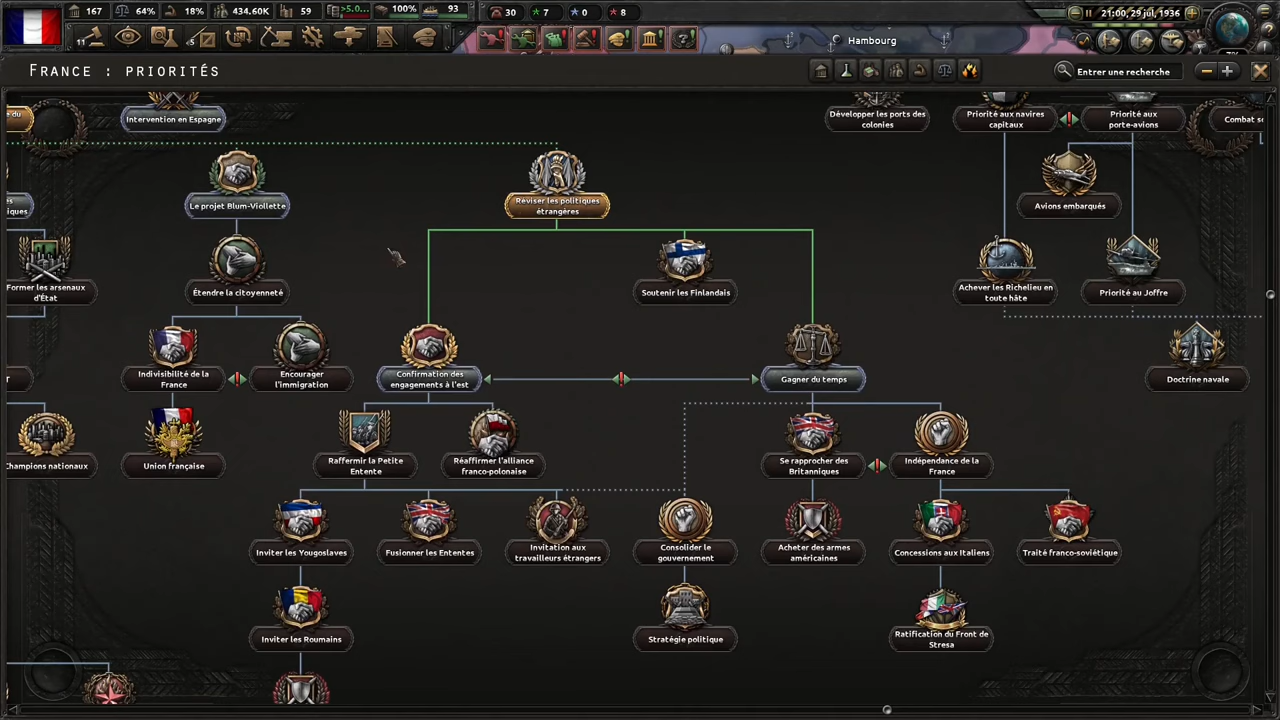 167
64%
18%
434.60K
59
>5.0...
100%
93
30
7
0
8
21:00, 29 jul, 1936
11
5
Hambourg
France : priorités
Entrer une recherche
Intervention en Espagne
Développer les ports des
colonies
Priorité aux navires
capitaux
Priorité aux
porte-avions
Le projet Blum-Viollette
Réviser les politiques
étrangères
Avions embarqués
Former les arsenaux
d'État
Étendre la citoyenneté
Soutenir les Finlandais
Achever les Richelieu en
toute hâte
Priorité au Joffre
Indivisibilité de la
France
Encourager
l'immigration
Confirmation des
engagements à l'est
Gagner du temps
Doctrine navale
Champions nationaux
Union française
Raffermir la Petite
Entente
Réaffirmer l'alliance
franco-polonaise
Se rapprocher des
Britanniques
Indépendance de la
France
Inviter les Yougoslaves
Fusionner les Ententes
Invitation aux
travailleurs étrangers
Consolider le
gouvernement
Acheter des armes
américaines
Concessions aux Italiens
Traité franco-soviétique
Inviter les Roumains
Stratégie politique
Ratification du Front de
Stresa